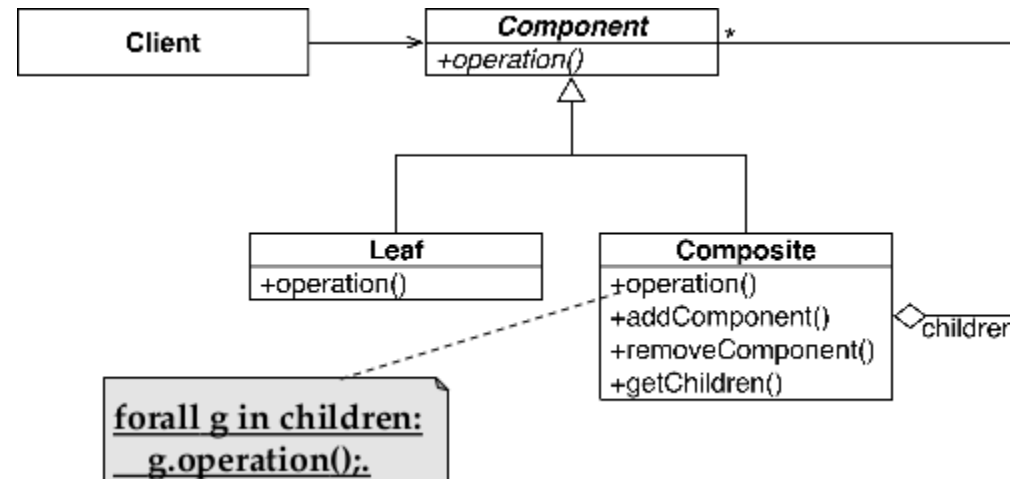 Client
Component
*
+operation()
Leaf
+operation()
Composite
+operation()
+addComponent()
+removeComponent()
+getChildren()
children
forall g in children:
g.operation();.